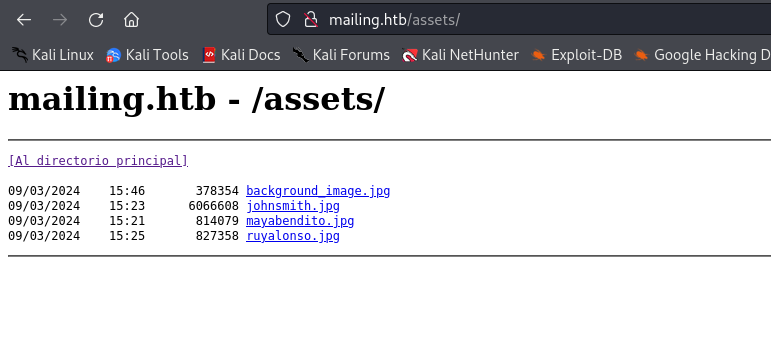 mailing.htb/assets/
Kali Linux Kali Tools Kali Docs Kali Forums Kali NetHunter Exploit-DB Google Hacking D
mailing.htb - /assets/
[Al directorio principal]
09/03/2024 15:46 378354 background_image.jpg
09/03/2024 15:23 6066608 johnsmith.jpg
09/03/2024 15:21 814079 mayabendito.jpg
09/03/2024 15:25 827358 ruyalonso.jpg